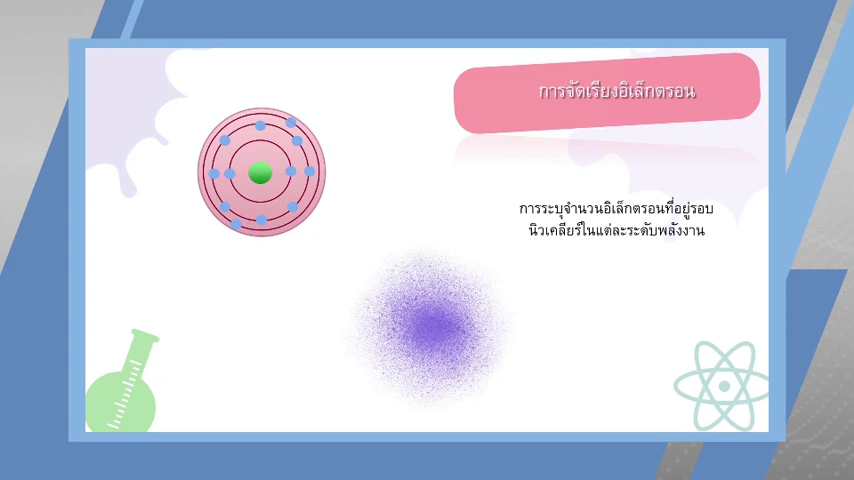 การจัดเรียงอิเล็กตรอน
การระบุจำนวนอิเล็กตรอนที่อยู่รอบ
นิวเคลียร์ในแต่ละระดับพลังงาน